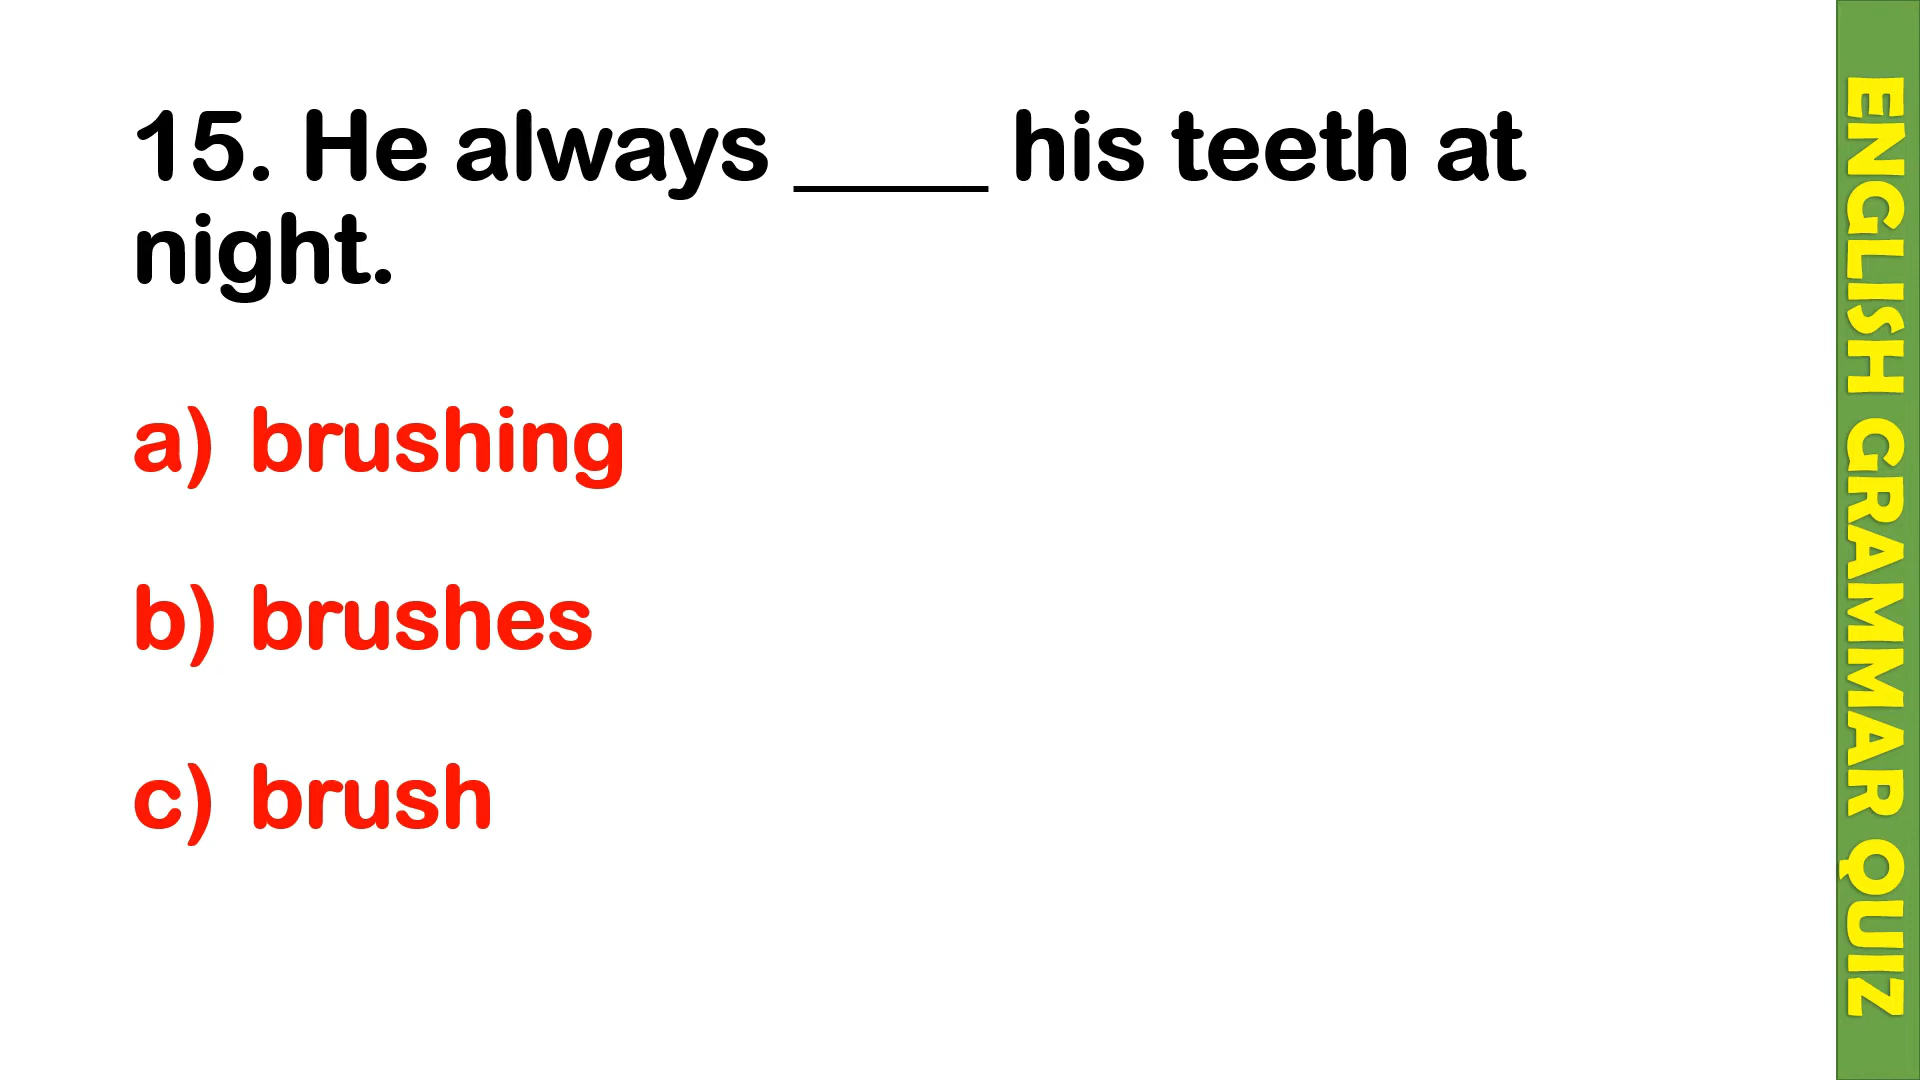 15. He always ____ his teeth at
night.
a) brushing
b) brushes
c) brush
ENGLISH GRAMMAR QUIZ